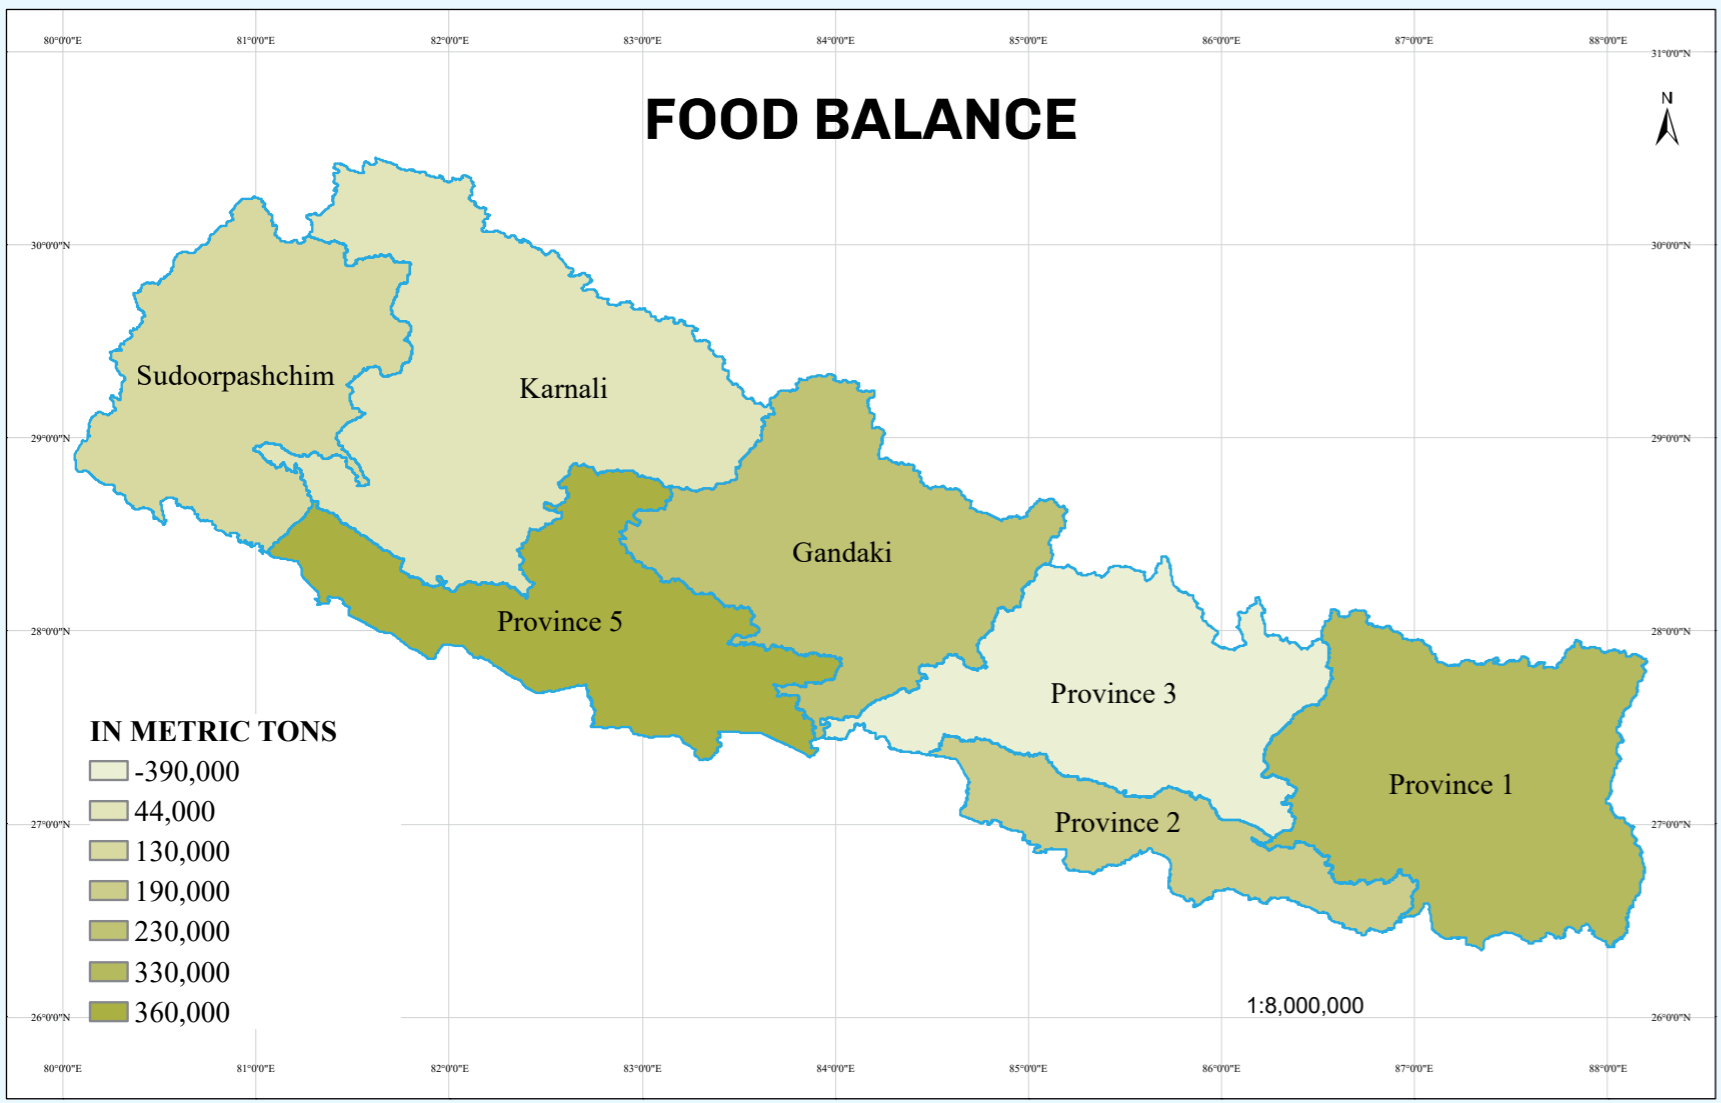 80°0'0"E 81°0'0"E 82°0'0"E 83°0'0"E 84°0'0"E 85°0'0"E 86°0'0"E 87°0'0"E 88°0'0"E
31°0'0"N
N
FOOD BALANCE
30°0'0"N 30°0'0"N
Sudoorpashchim
Karnali
29°0'0"N 29°0'0"N
Gandaki
Province 5
28°0'0"N 28°0'0"N
Province 3
Province 1
Province 2
27°0'0"N 27°0'0"N
IN METRIC TONS
-390,000
44,000
130,000
190,000
230,000
330,000
360,000
1:8,000,000
26°0'0"N 26°0'0"N
80°0'0"E 81°0'0"E 82°0'0"E 83°0'0"E 84°0'0"E 85°0'0"E 86°0'0"E 87°0'0"E 88°0'0"E